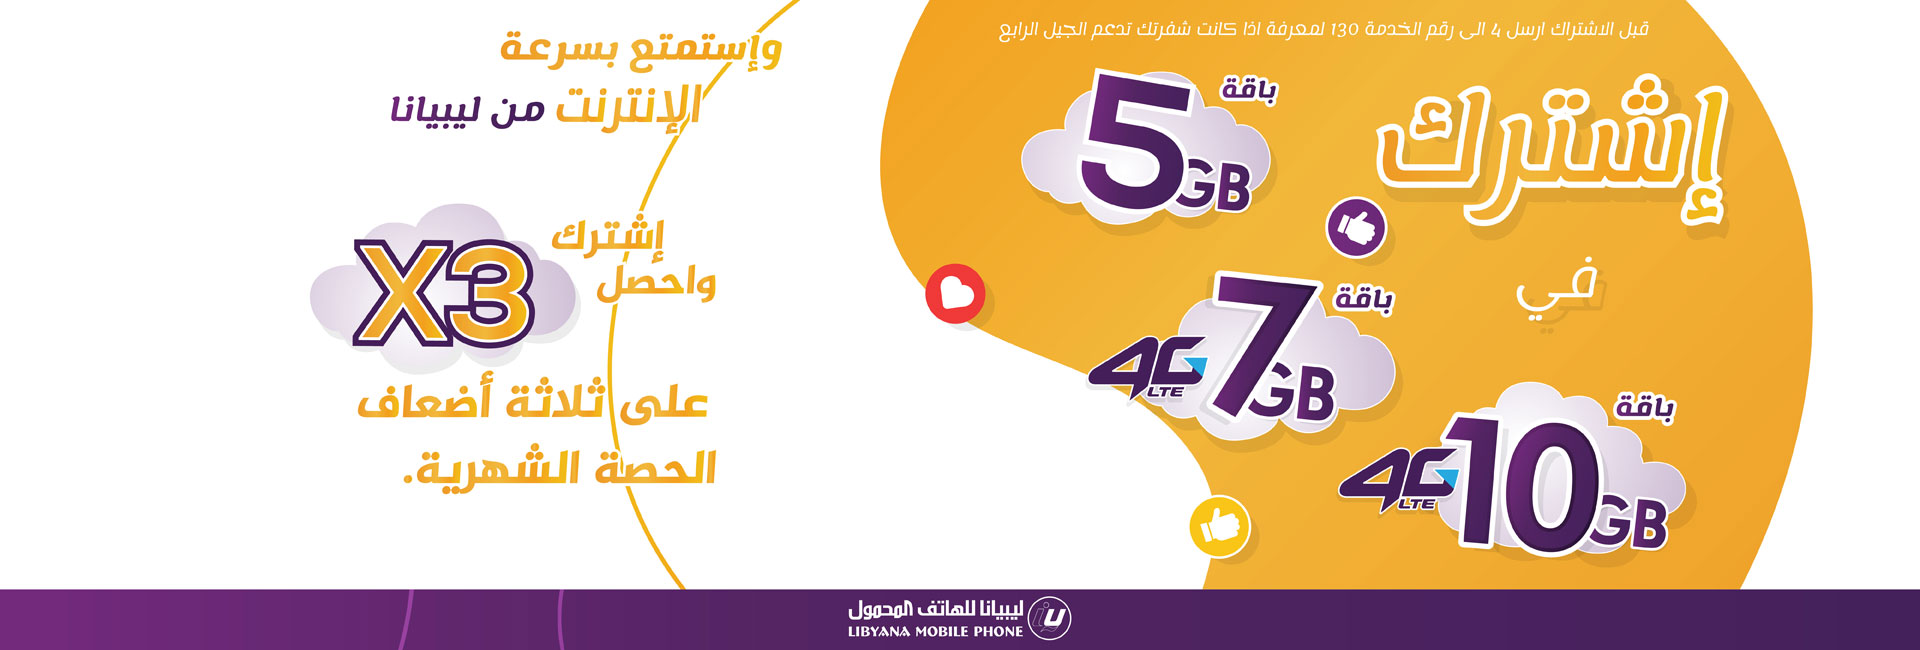 قبل الاشتراك ارسل 4 الى رقم الخدمة 130 لمعرفة اذا كانت شفرتك تدعم الجيل الرابع
إشترك
في
باقة
5GB
باقة
7GB
4G LTE
باقة
10GB
4G LTE
وإستمتع بسرعة
الإنترنت من ليبيانا
إشترك
واحصل
X3
على ثلاثة أضعاف
الحصة الشهرية.
ليبيانا للهاتف المحمول
LIBYANA MOBILE PHONE